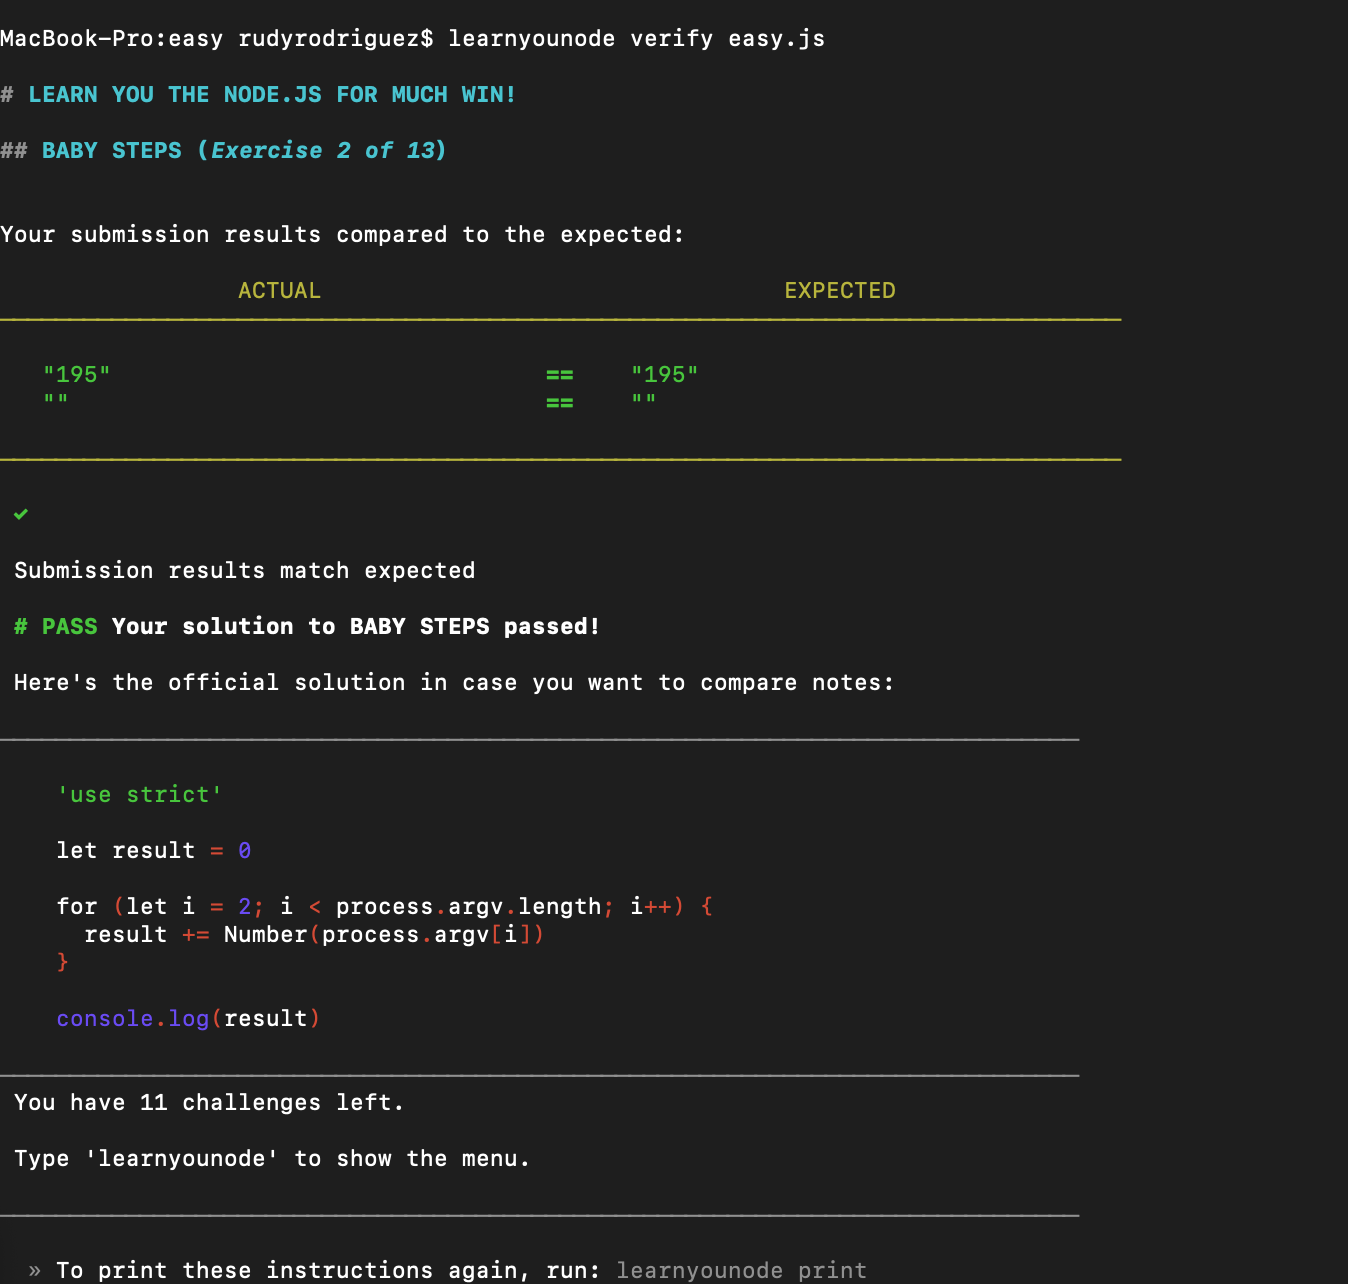 MacBook-Pro:easy rudyrodriguez$ learnyounode verify easy.js
# LEARN YOU THE NODE.JS FOR MUCH WIN!
## BABY STEPS (Exercise 2 of 13)
Your submission results compared to the expected:
ACTUAL EXPECTED
"195" == "195"
"" == ""
✓
Submission results match expected
# PASS Your solution to BABY STEPS passed!
Here's the official solution in case you want to compare notes:
'use strict'
let result = 0
for (let i = 2; i < process.argv.length; i++) {
result += Number(process.argv[i])
}
console.log(result)
You have 11 challenges left.
Type 'learnyounode' to show the menu.
» To print these instructions again, run: learnyounode print